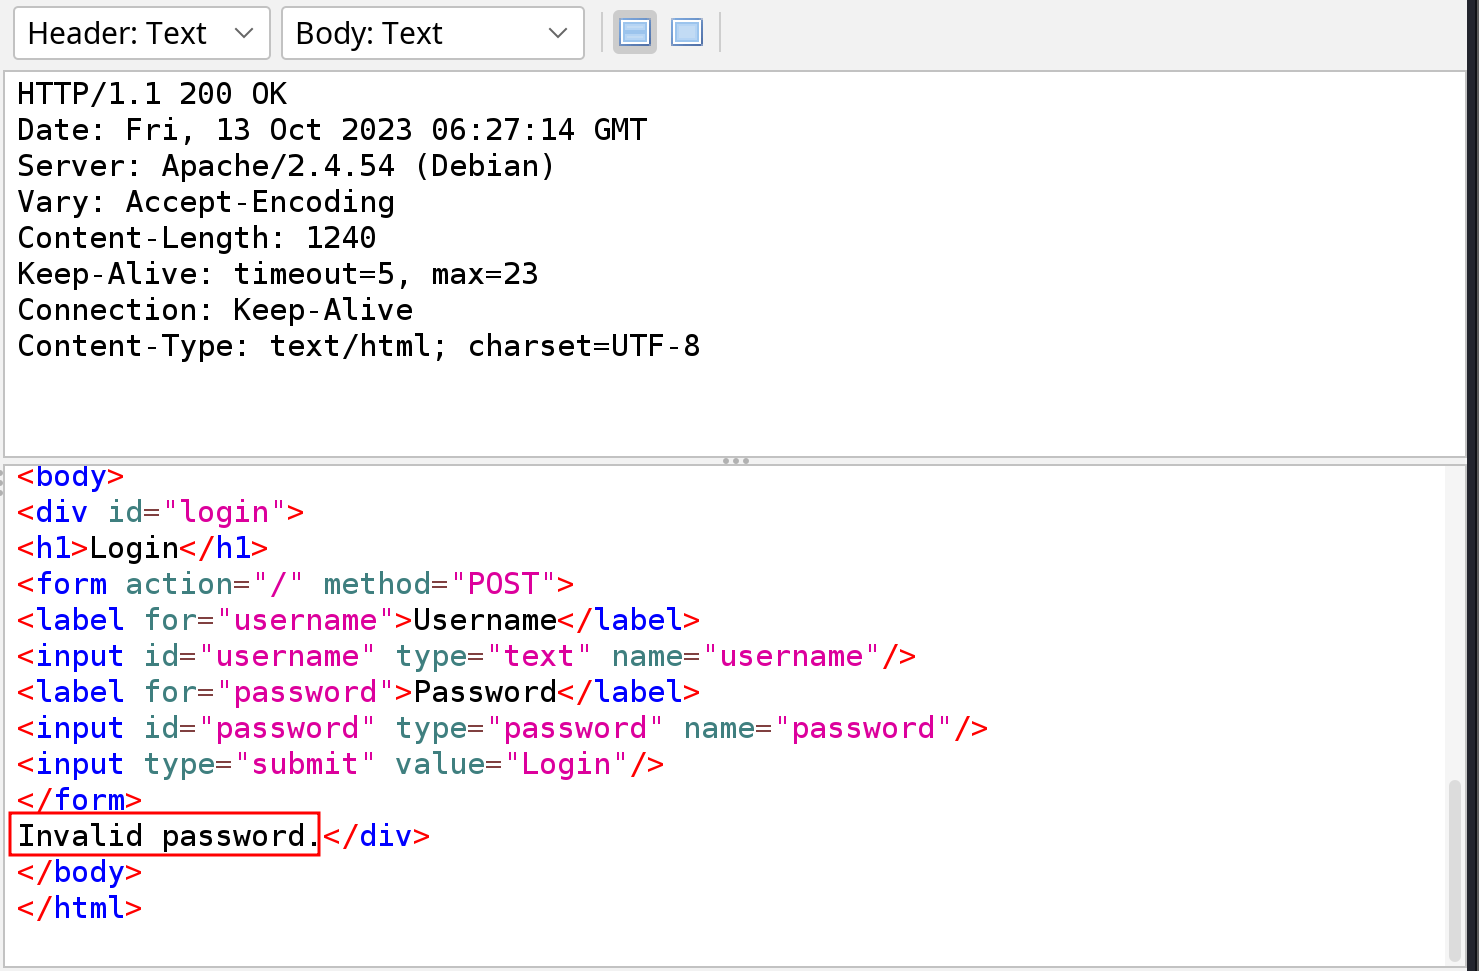 Header: Text Body: Text
HTTP/1.1 200 OK
Date: Fri, 13 Oct 2023 06:27:14 GMT
Server: Apache/2.4.54 (Debian)
Vary: Accept-Encoding
Content-Length: 1240
Keep-Alive: timeout=5, max=23
Connection: Keep-Alive
Content-Type: text/html; charset=UTF-8
<body>
<div id="login">
<h1>Login</h1>
<form action="/" method="POST">
<label for="username">Username</label>
<input id="username" type="text" name="username"/>
<label for="password">Password</label>
<input id="password" type="password" name="password"/>
<input type="submit" value="Login"/>
</form>
Invalid password.</div>
</body>
</html>